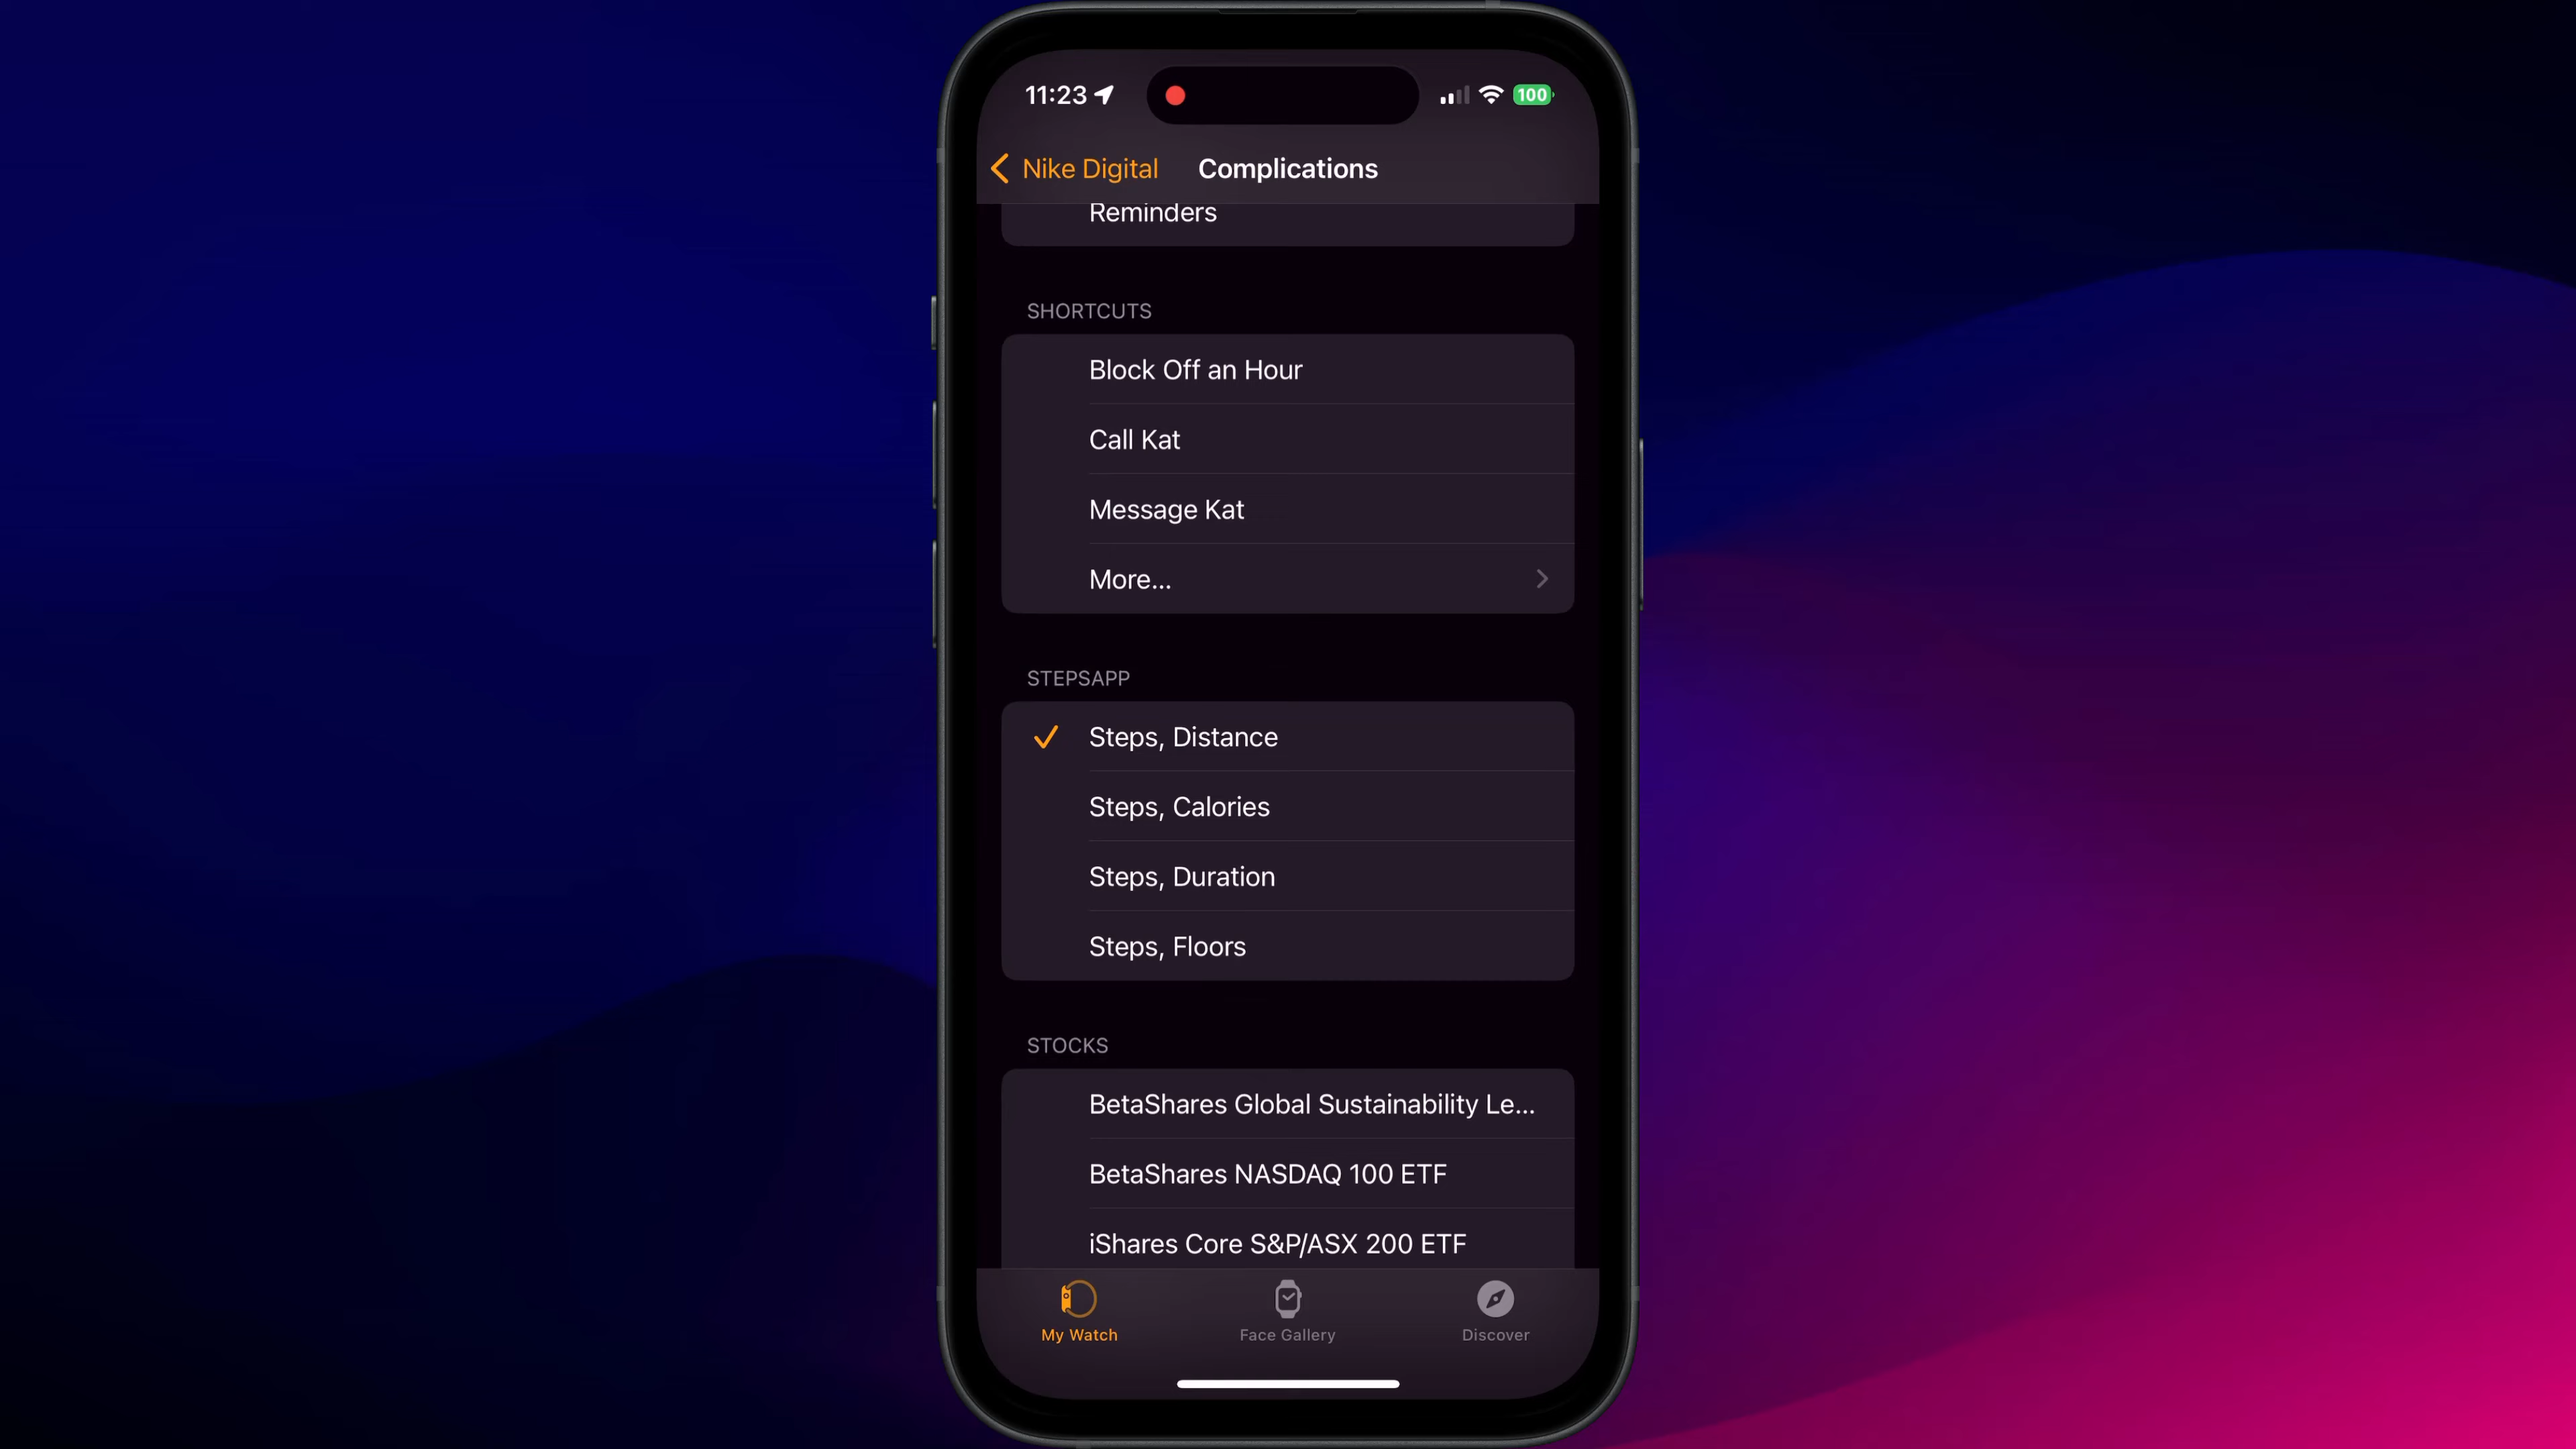 11:23
100
Nike Digital
Complications
Reminders
SHORTCUTS
Block Off an Hour
Call Kat
Message Kat
More...
STEPSAPP
Steps, Distance
Steps, Calories
Steps, Duration
Steps, Floors
STOCKS
BetaShares Global Sustainability Le...
BetaShares NASDAQ 100 ETF
iShares Core S&P/ASX 200 ETF
My Watch
Face Gallery
Discover